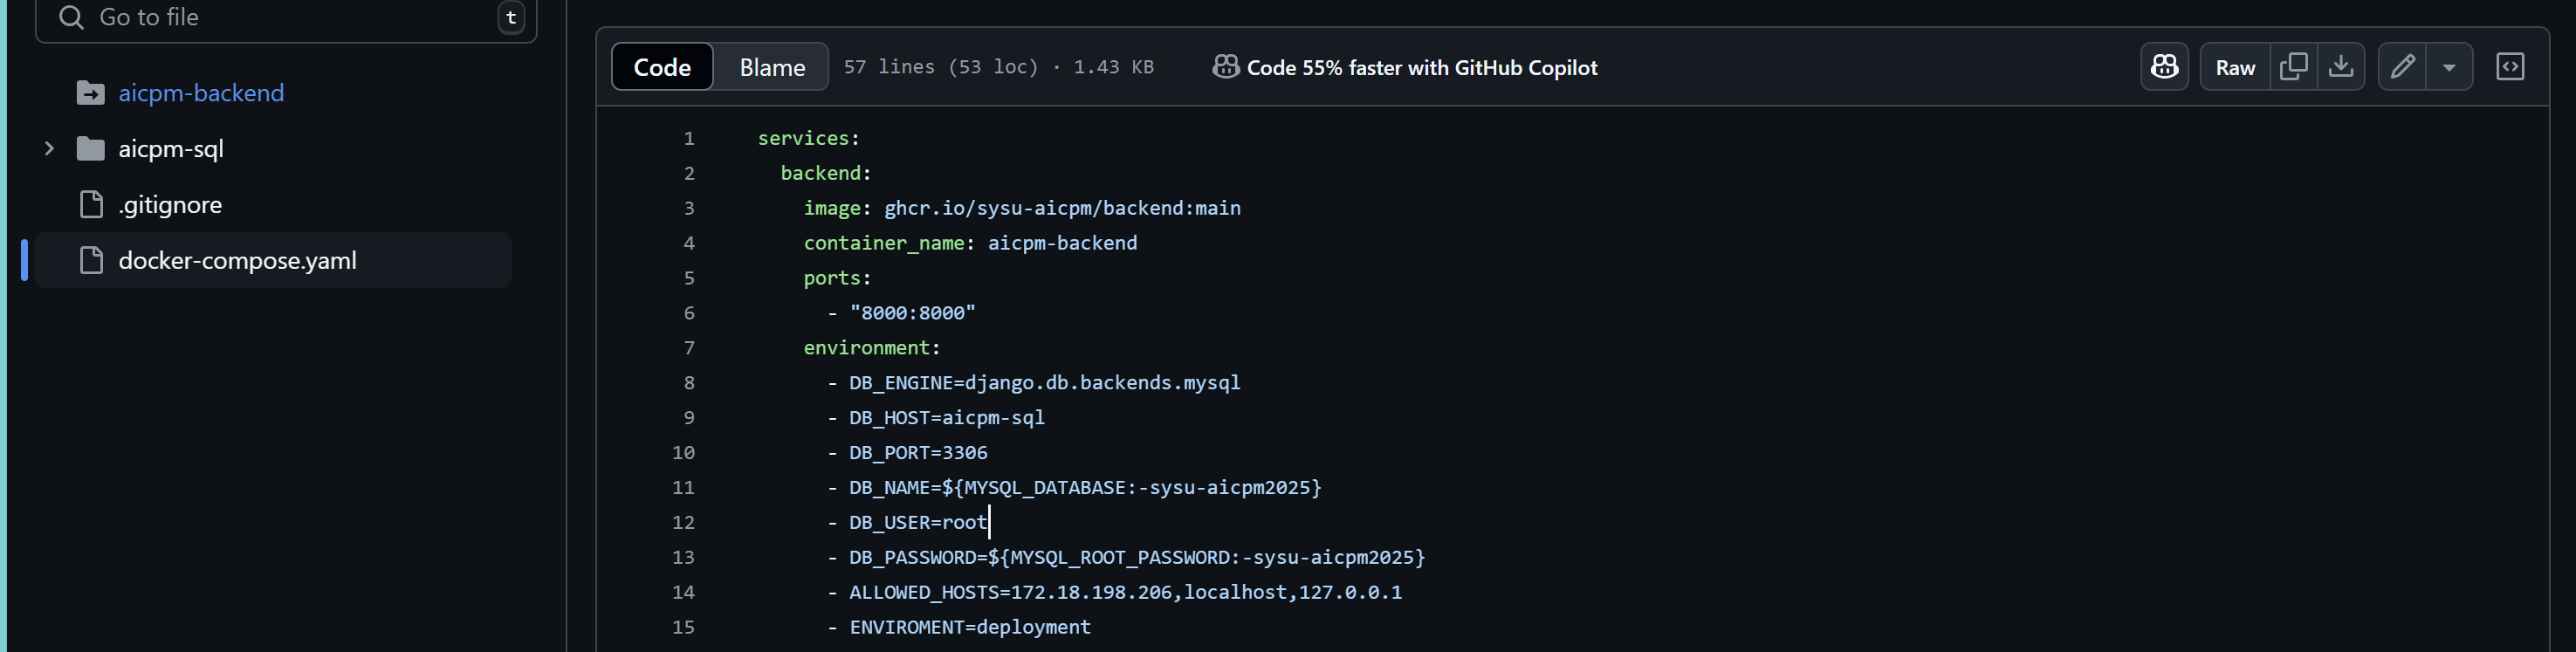 Go to file
t
aicpm-backend
aicpm-sql
.gitignore
docker-compose.yaml
Code
Blame
57 lines (53 loc) · 1.43 KB
Code 55% faster with GitHub Copilot
Raw
1 services:
2 backend:
3 image: ghcr.io/sysu-aicpm/backend:main
4 container_name: aicpm-backend
5 ports:
6 - "8000:8000"
7 environment:
8 - DB_ENGINE=django.db.backends.mysql
9 - DB_HOST=aicpm-sql
10 - DB_PORT=3306
11 - DB_NAME=${MYSQL_DATABASE:-sysu-aicpm2025}
12 - DB_USER=root
13 - DB_PASSWORD=${MYSQL_ROOT_PASSWORD:-sysu-aicpm2025}
14 - ALLOWED_HOSTS=172.18.198.206,localhost,127.0.0.1
15 - ENVIROMENT=deployment